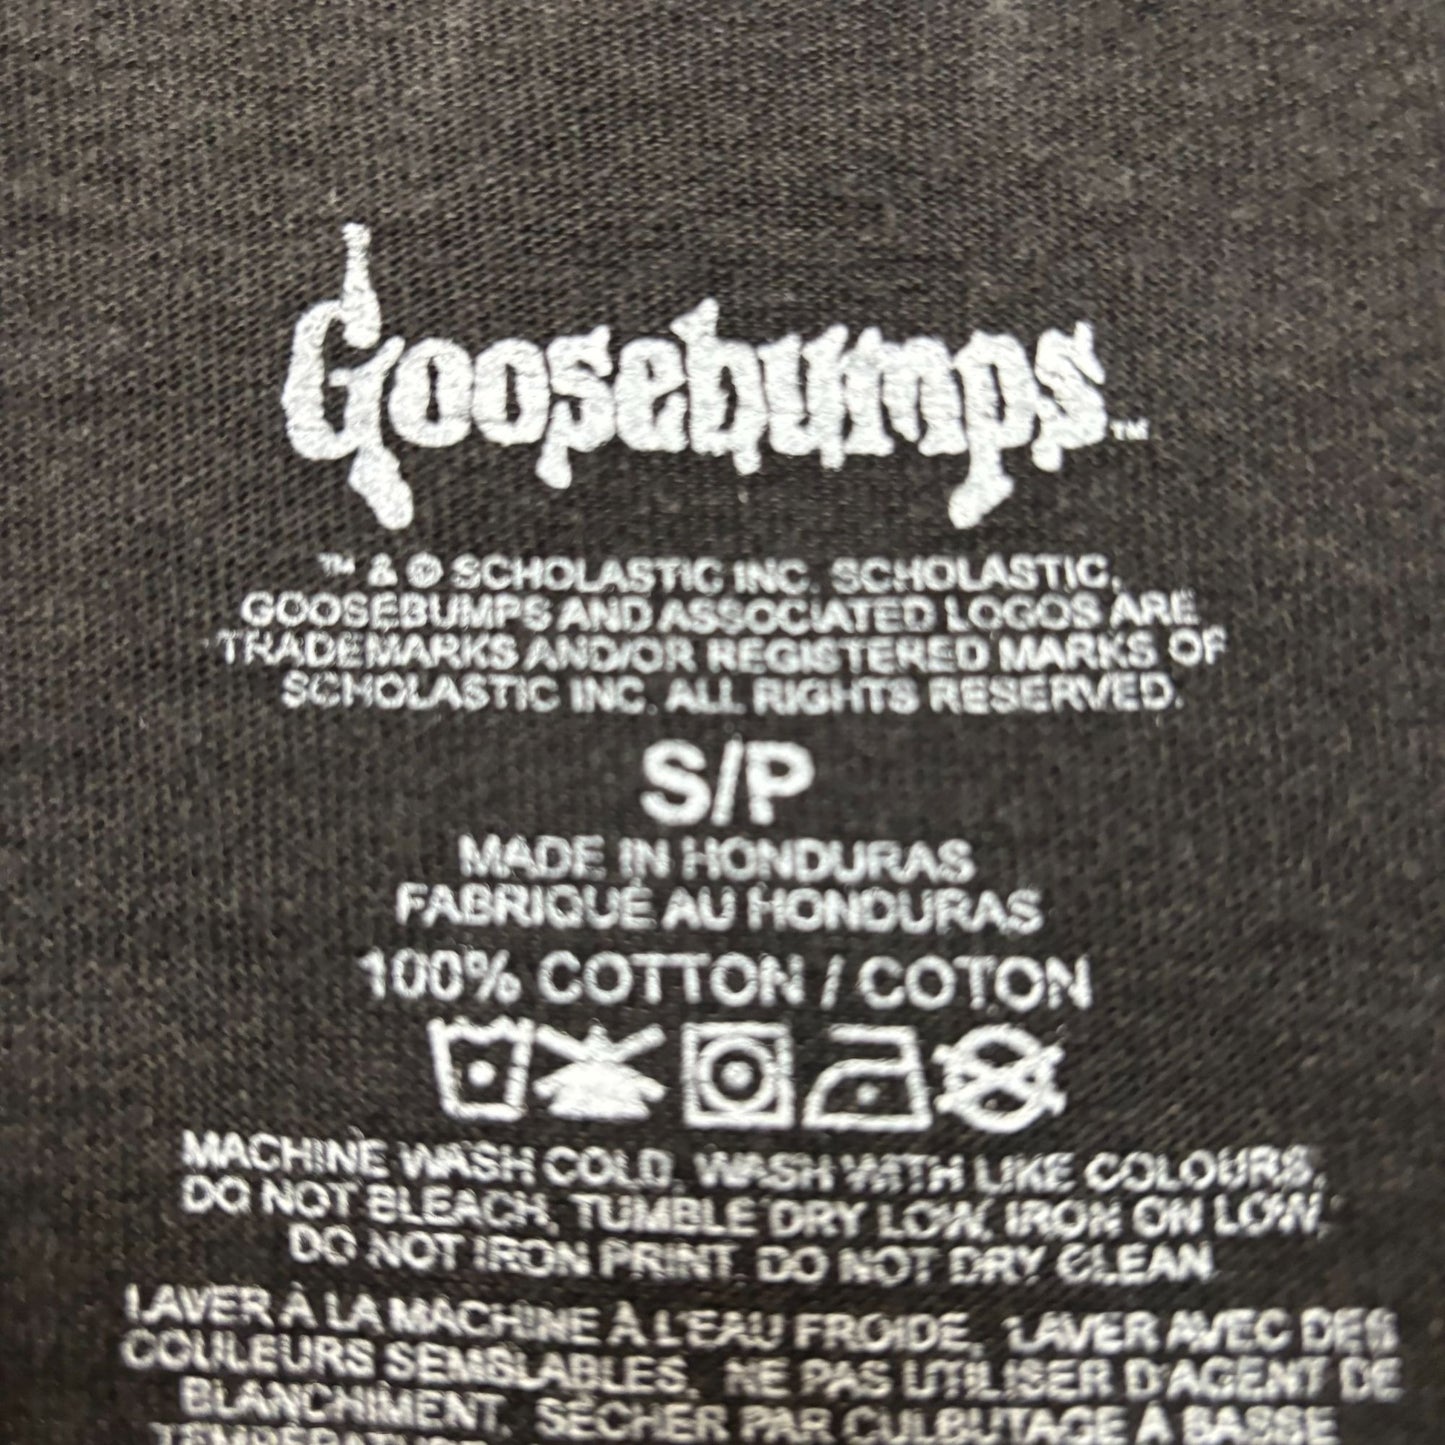 Goosebumps™
™ & © SCHOLASTIC INC. SCHOLASTIC,
GOOSEBUMPS AND ASSOCIATED LOGOS ARE
TRADEMARKS AND/OR REGISTERED MARKS OF
SCHOLASTIC INC. ALL RIGHTS RESERVED.
S/P
MADE IN HONDURAS
FABRIQUÉ AU HONDURAS
100% COTTON / COTON
MACHINE WASH COLD. WASH WITH LIKE COLOURS,
DO NOT BLEACH, TUMBLE DRY LOW, IRON ON LOW,
DO NOT IRON PRINT. DO NOT DRY CLEAN
LAVER À LA MACHINE À L'EAU FROIDE, LAVER AVEC DES
COULEURS SEMBLABLES, NE PAS UTILISER D'AGENT DE
BLANCHIMENT, SÉCHER PAR CULBUTAGE A BASSE
TEMPÉRATURE